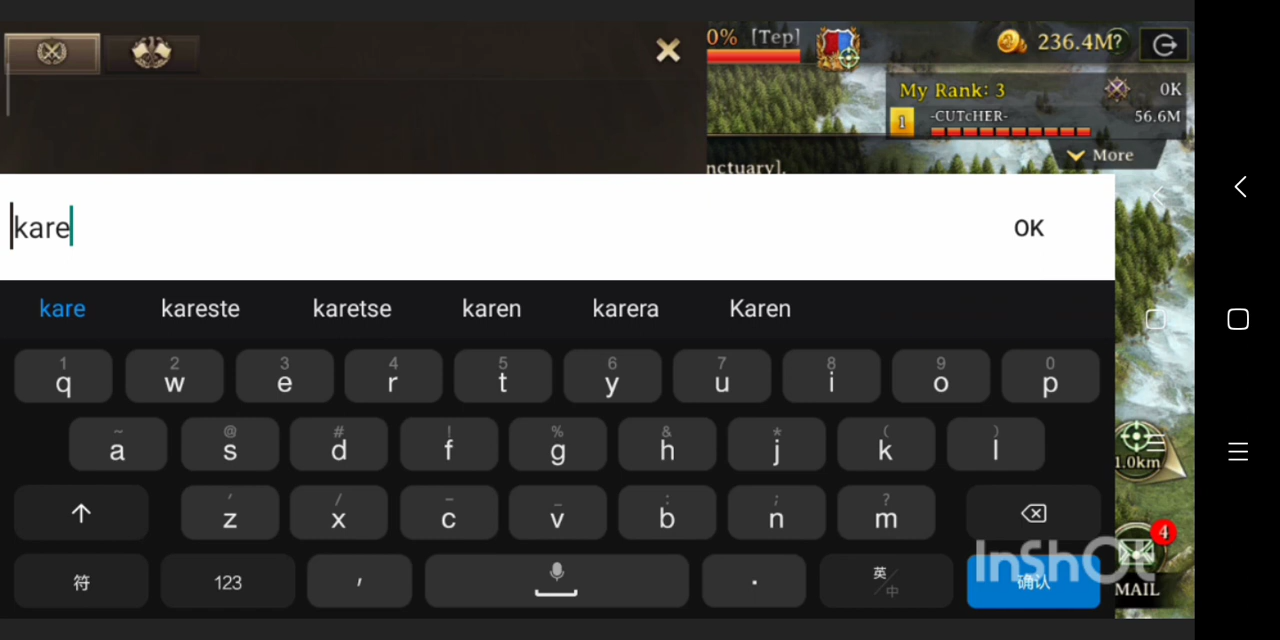 0% [Tep]
236.4M?
My Rank: 3
0K
1
-CUTcHER-
56.6M
More
nctuary].
kare
OK
kare kareste karetse karen karera Karen
1 2 3 4 5 6 7 8 9 0
q w e r t y u i o p
~ @ # ! % & * ( )
a s d f g h j k l
1.0km
' / - _ : ; ?
z x c v b n m
4
InShOt
符 123 , . 英/中 确认
MAIL